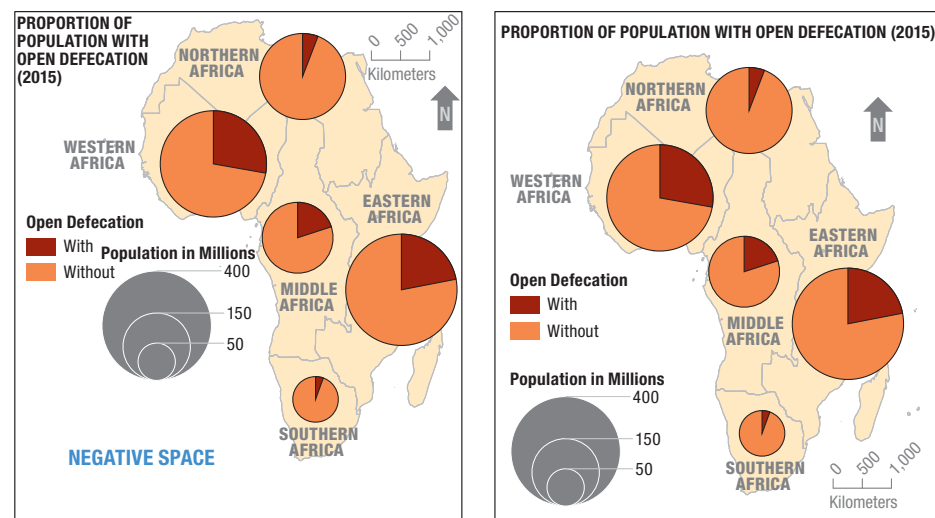 PROPORTION OF
POPULATION WITH
OPEN DEFECATION
(2015)
0 500 1,000
Kilometers
N
NORTHERN
AFRICA
WESTERN
AFRICA
EASTERN
AFRICA
MIDDLE
AFRICA
SOUTHERN
AFRICA
Open Defecation
With
Without
Population in Millions
400
150
50
NEGATIVE SPACE
PROPORTION OF POPULATION WITH OPEN DEFECATION (2015)
NORTHERN
AFRICA
N
WESTERN
AFRICA
EASTERN
AFRICA
MIDDLE
AFRICA
SOUTHERN
AFRICA
Open Defecation
With
Without
Population in Millions
400
150
50
0 500 1,000
Kilometers